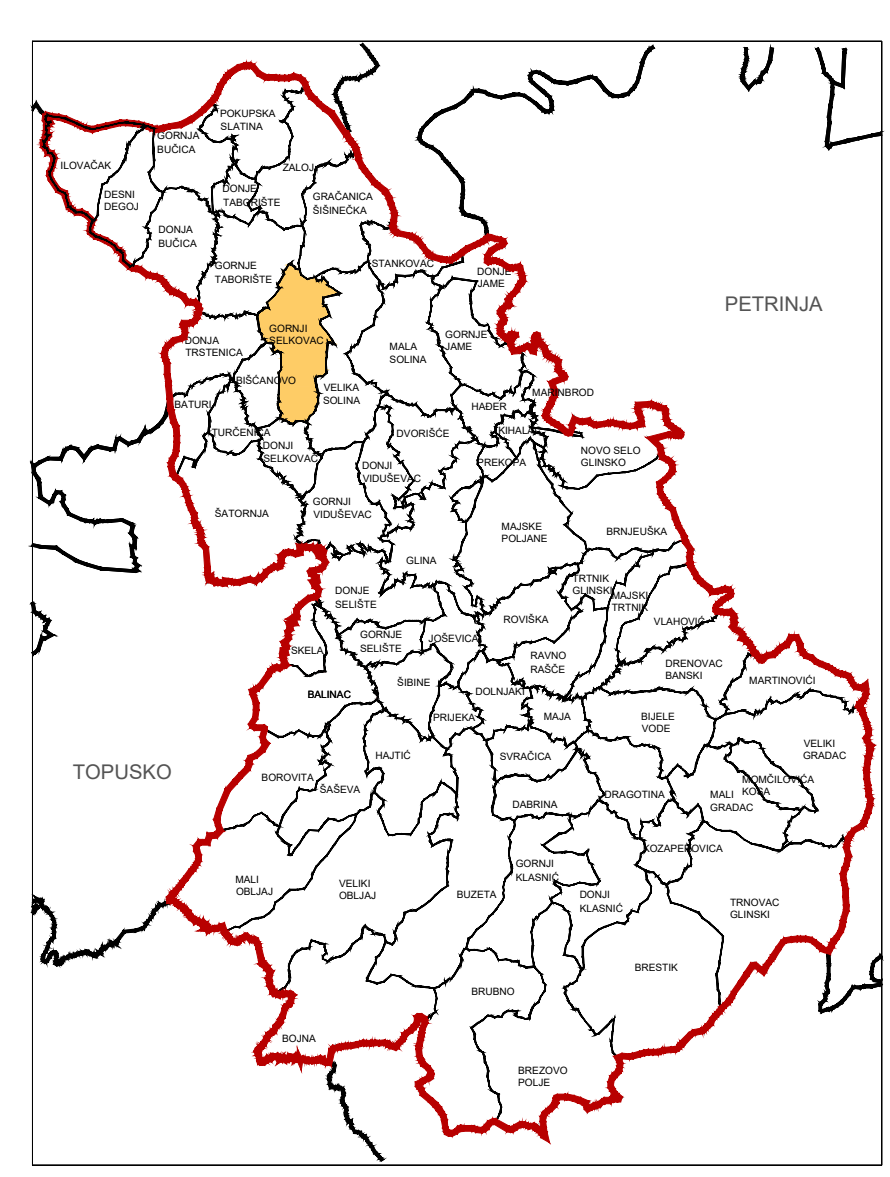 POKUPSKA
SLATINA
GORNJA
BUČICA
ILOVAČAK
ZALOJ
DESNI
DEGOJ
DONJE
TABORIŠTE
GRAČANICA
ŠIŠINEČKA
DONJA
BUČICA
GORNJE
TABORIŠTE
STANKOVAC
DONJE
JAME
PETRINJA
GORNJI
SELKOVAC
DONJA
TRSTENICA
MALA
SOLINA
GORNJE
JAME
BIŠĆANOVO
VELIKA
SOLINA
MARINBROD
BATURI
HAĐER
TURČENICA
DVORIŠĆE
KIHALA
DONJI
SELKOVAC
NOVO SELO
GLINSKO
PREKOPA
DONJI
VIDUŠEVAC
GORNJI
VIDUŠEVAC
ŠATORNJA
MAJSKE
POLJANE
BRNJEUŠKA
GLINA
TRTNIK
GLINSKI
DONJE
SELIŠTE
MAJSKI
TRTNIK
ROVIŠKA
VLAHOVIĆ
GORNJE
SELIŠTE
JOŠEVICA
SKELA
RAVNO
RAŠČE
DRENOVAC
BANSKI
MARTINOVIĆI
ŠIBINE
BALINAC
DOLNJAKI
PRIJEKA
MAJA
BIJELE
VODE
VELIKI
GRADAC
HAJTIĆ
SVRAČICA
TOPUSKO
BOROVITA
ŠAŠEVA
MOMČILOVIĆA
KOSA
DRAGOTINA
MALI
GRADAC
DABRINA
KOZAPEROVICA
GORNJI
KLASNIĆ
MALI
OBLJAJ
VELIKI
OBLJAJ
BUZETA
DONJI
KLASNIĆ
TRNOVAC
GLINSKI
BRESTIK
BRUBNO
BOJNA
BREZOVO
POLJE